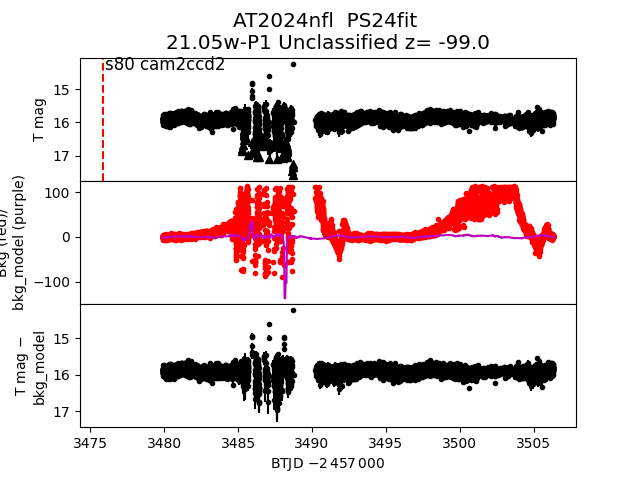 AT2024nfl  PS24fit
21.05w-P1 Unclassified z= -99.0
s80 cam2ccd2
T mag
15
16
17
Bkg (red)/
bkg_model (purple)
100
0
−100
T mag −
bkg_model
15
16
17
3475 3480 3485 3490 3495 3500 3505
BTJD −2 457 000